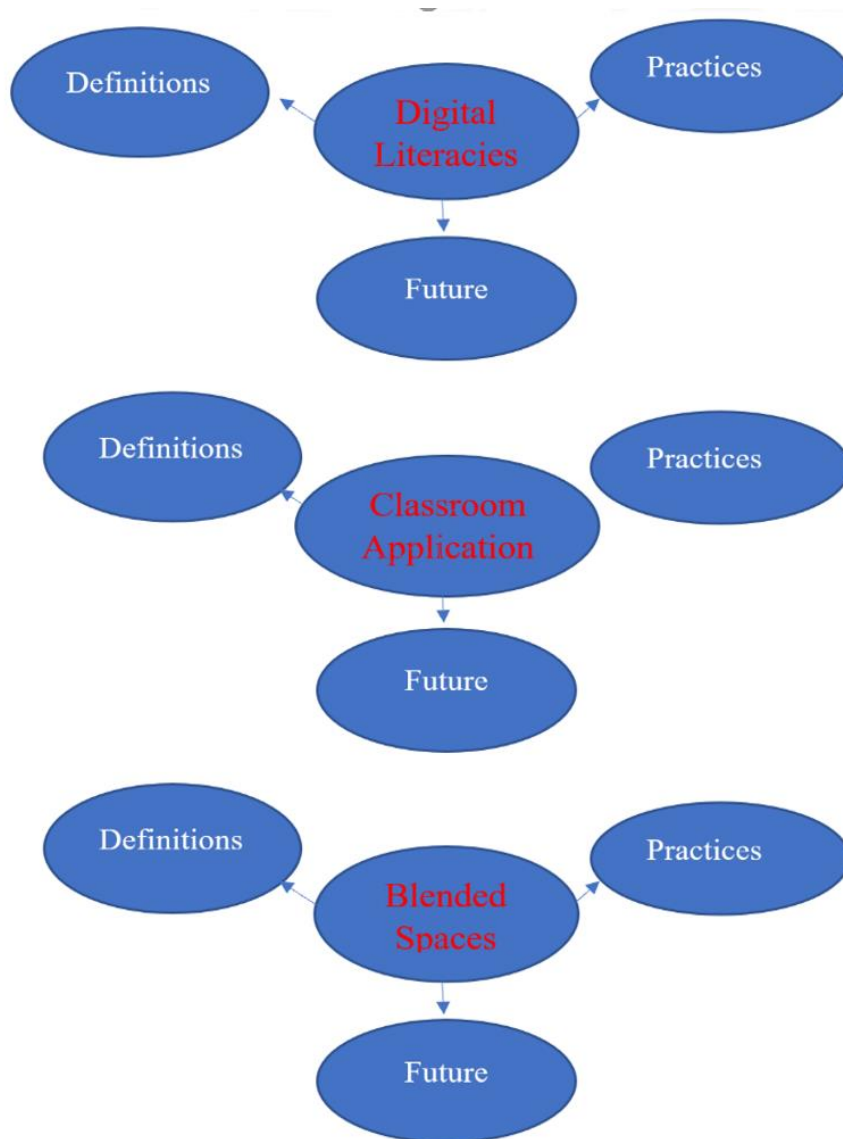 Definitions
Practices
Digital
Literacies
Future
Definitions
Practices
Classroom
Application
Future
Definitions
Practices
Blended
Spaces
Future